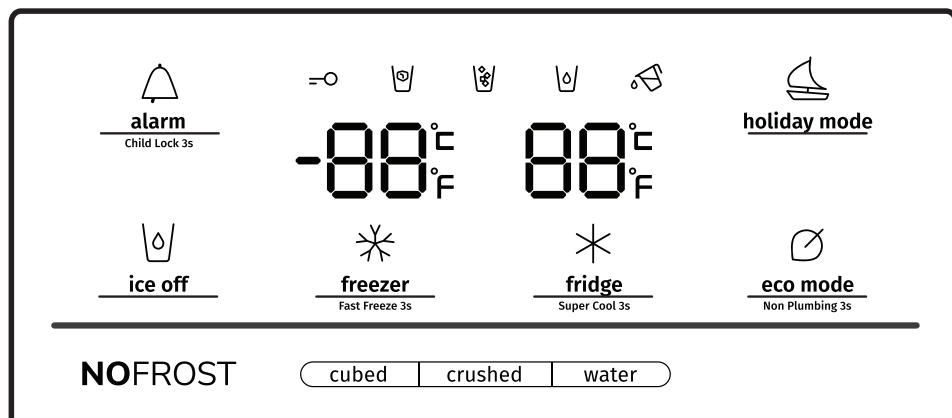 alarm
Child Lock 3s
-88 °C °F
88 °C °F
holiday mode
ice off
freezer
Fast Freeze 3s
fridge
Super Cool 3s
eco mode
Non Plumbing 3s
NOFROST
cubed
crushed
water